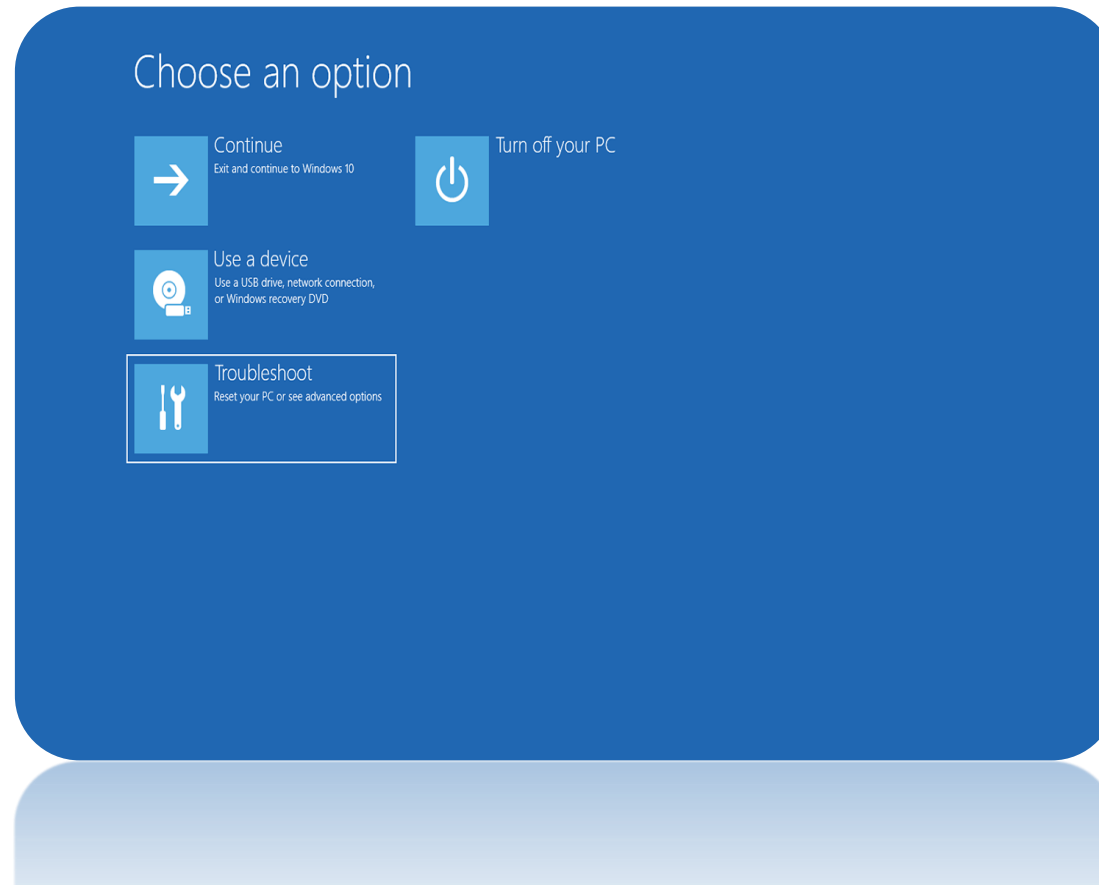 Choose an option
Continue
Exit and continue to Windows 10
Turn off your PC
Use a device
Use a USB drive, network connection,
or Windows recovery DVD
Troubleshoot
Reset your PC or see advanced options